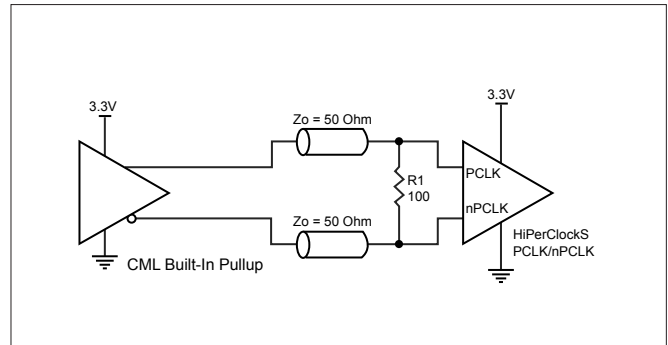 3.3V
3.3V
Zo = 50 Ohm
PCLK
R1
100
nPCLK
Zo = 50 Ohm
HiPerClockS
PCLK/nPCLK
CML Built-In Pullup